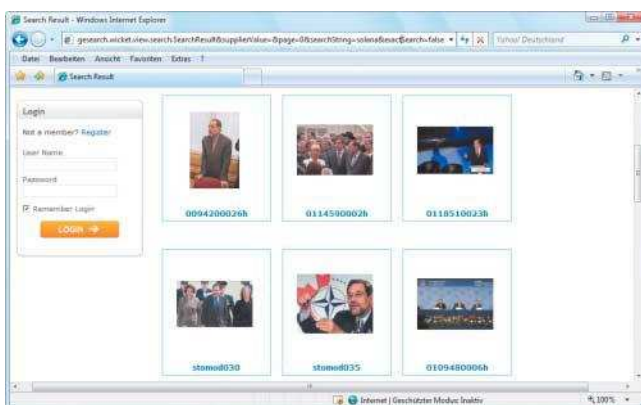 Search Result - Windows Internet Explorer
gesearch.wicket.view.search.SearchResult&supplierValue=&page=0&searchString=solana&exactSearch=false
Yahoo! Deutschland
Datei Bearbeiten Ansicht Favoriten Extras ?
Search Result
Login
Not a member? Register
User Name
Password
Remember Login
LOGIN
0094200026h
0114590002h
0118510023h
stomod030
stomod035
0109480006h
Internet | Geschützter Modus: Inaktiv
100%